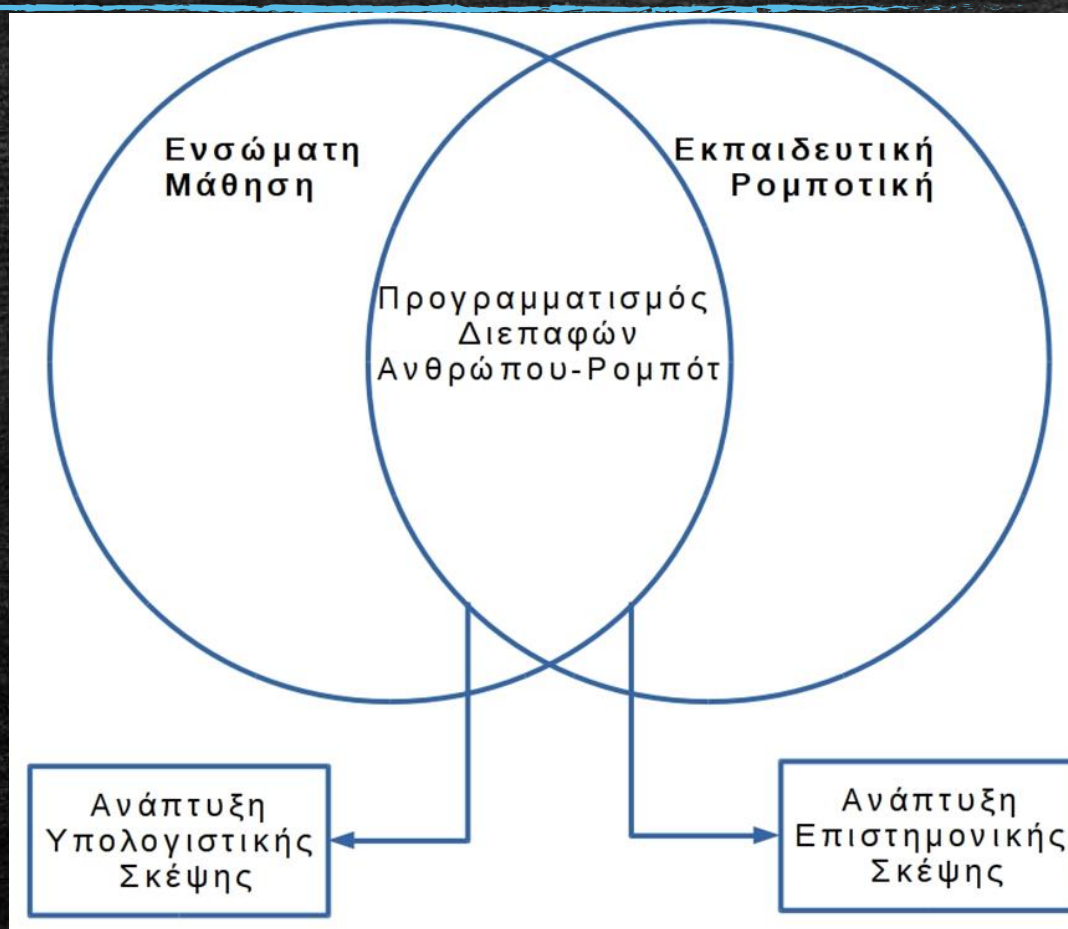 Ενσώματη
Μάθηση
Εκπαιδευτική
Ρομποτική
Προγραμματισμός
Διεπαφών
Ανθρώπου-Ρομπότ
Ανάπτυξη
Υπολογιστικής
Σκέψης
Ανάπτυξη
Επιστημονικής
Σκέψης